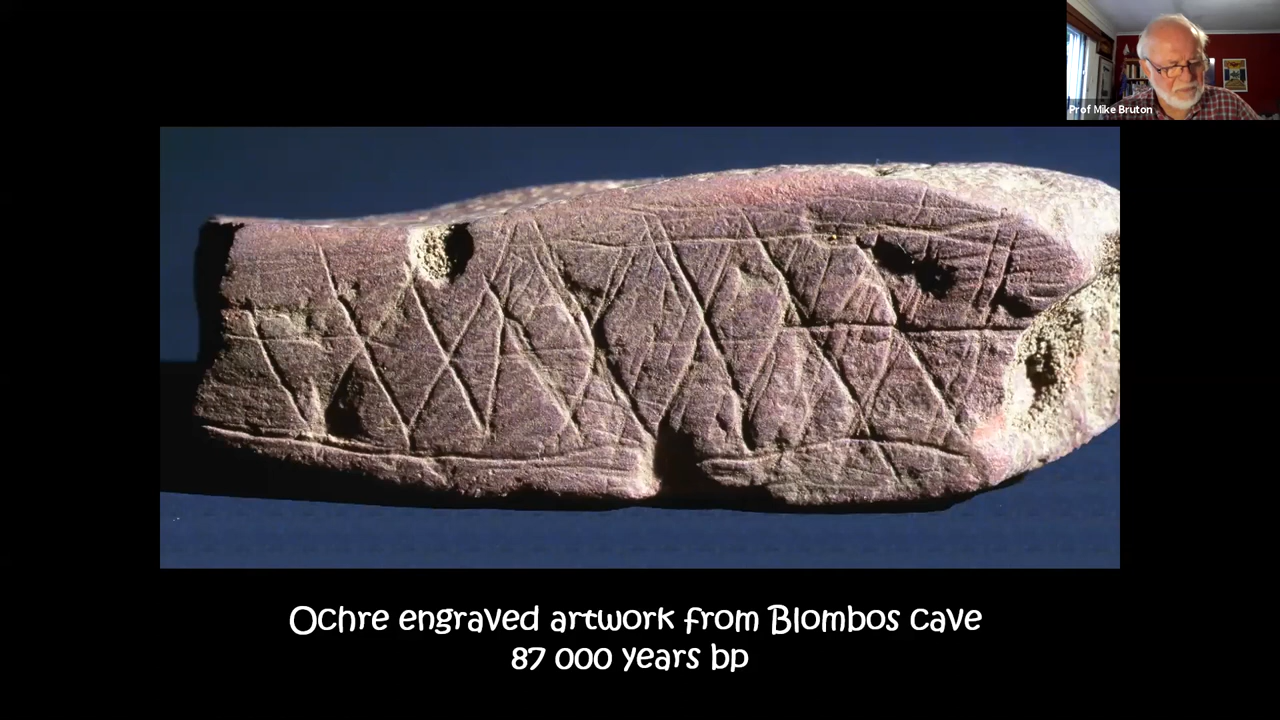 Prof Mike Bruton
Ochre engraved artwork from Blombos cave
87 000 years bp